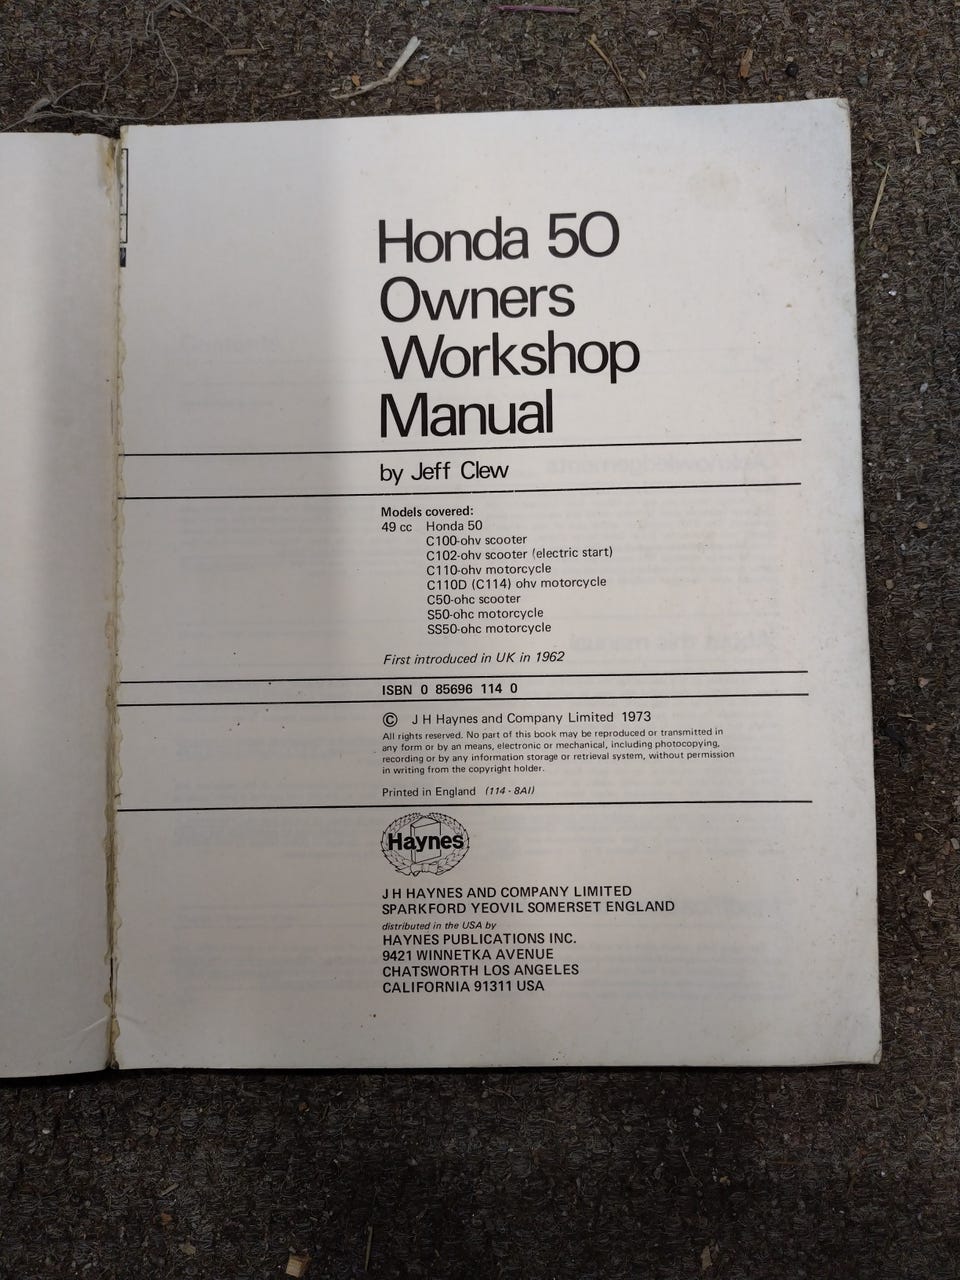 Honda 50
Owners
Workshop
Manual
by Jeff Clew
Models covered:
49 cc Honda 50
C100-ohv scooter
C102-ohv scooter (electric start)
C110-ohv motorcycle
C110D (C114) ohv motorcycle
C50-ohc scooter
S50-ohc motorcycle
SS50-ohc motorcycle
First introduced in UK in 1962
ISBN 0 85696 114 0
© J H Haynes and Company Limited 1973
All rights reserved. No part of this book may be reproduced or transmitted in
any form or by an means, electronic or mechanical, including photocopying,
recording or by any information storage or retrieval system, without permission
in writing from the copyright holder.
Printed in England (114 - 8AI)
Haynes
J H HAYNES AND COMPANY LIMITED
SPARKFORD YEOVIL SOMERSET ENGLAND
distributed in the USA by
HAYNES PUBLICATIONS INC.
9421 WINNETKA AVENUE
CHATSWORTH LOS ANGELES
CALIFORNIA 91311 USA